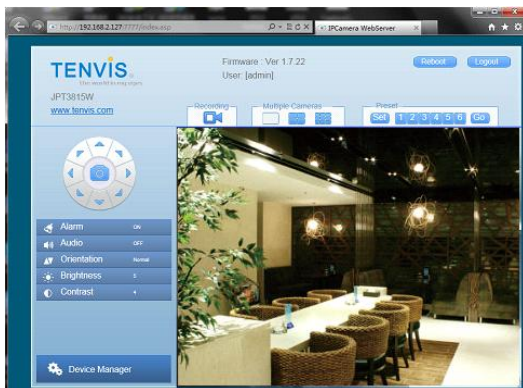 http://192.168.2.127:7777/index.asp
IPCamera WebServer
TENVIS
Firmware : Ver 1.7.22
User: [admin]
Reboot
Logout
JPT3815W
www.tenvis.com
Recording
Multiple Cameras
Preset
Set 1 2 3 4 5 6 Go
Alarm ON
Audio OFF
Orientation Normal
Brightness
Contrast
Device Manager